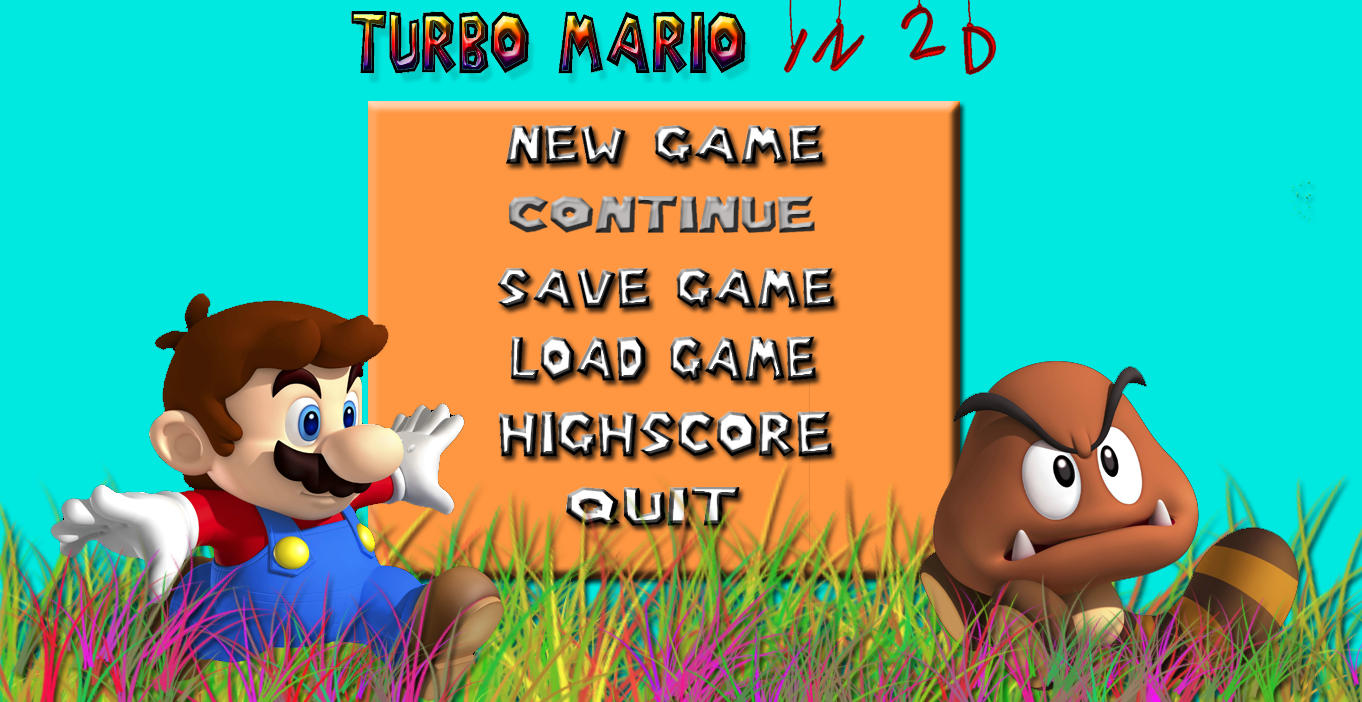 TURBO MARIO IN 2D
NEW GAME
CONTINUE
SAVE GAME
LOAD GAME
HIGHSCORE
QUIT